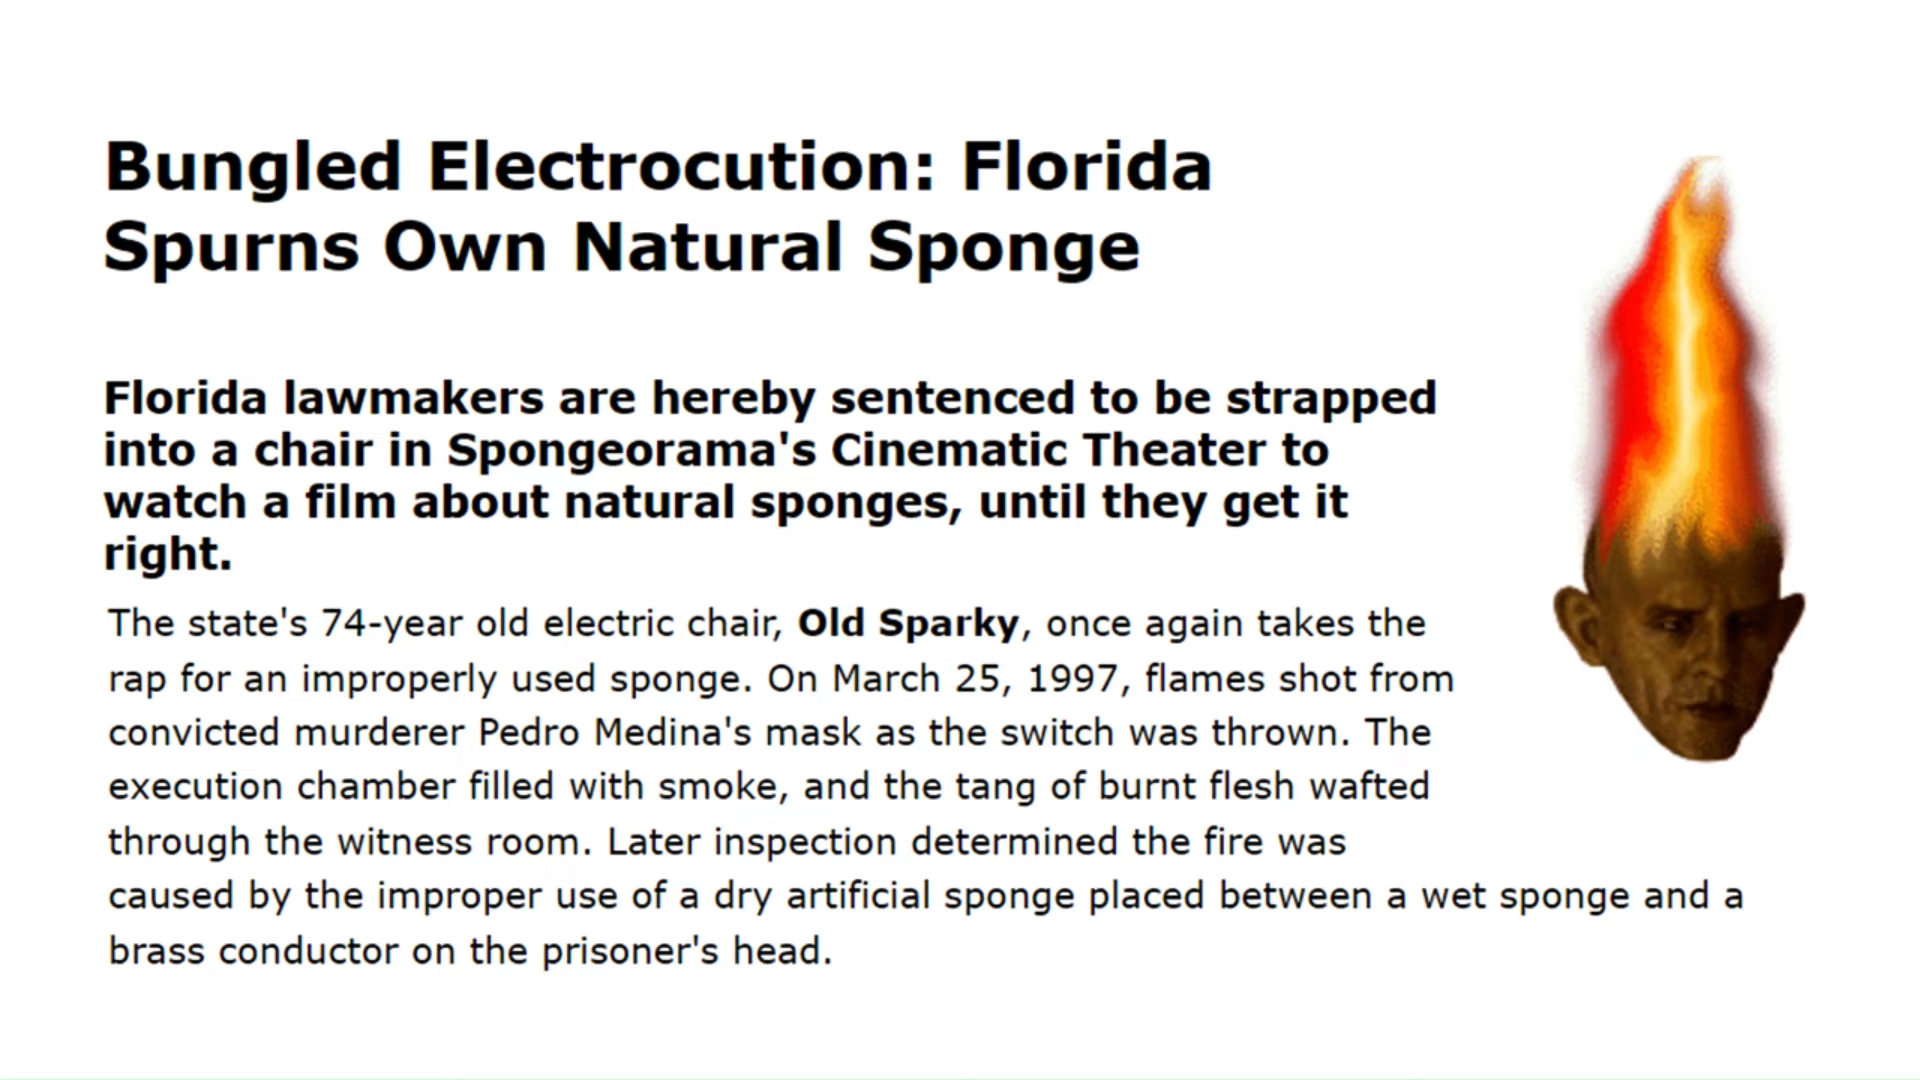 Bungled Electrocution: Florida
Spurns Own Natural Sponge
Florida lawmakers are hereby sentenced to be strapped
into a chair in Spongeorama's Cinematic Theater to
watch a film about natural sponges, until they get it
right.
The state's 74-year old electric chair, Old Sparky, once again takes the
rap for an improperly used sponge. On March 25, 1997, flames shot from
convicted murderer Pedro Medina's mask as the switch was thrown. The
execution chamber filled with smoke, and the tang of burnt flesh wafted
through the witness room. Later inspection determined the fire was
caused by the improper use of a dry artificial sponge placed between a wet sponge and a
brass conductor on the prisoner's head.